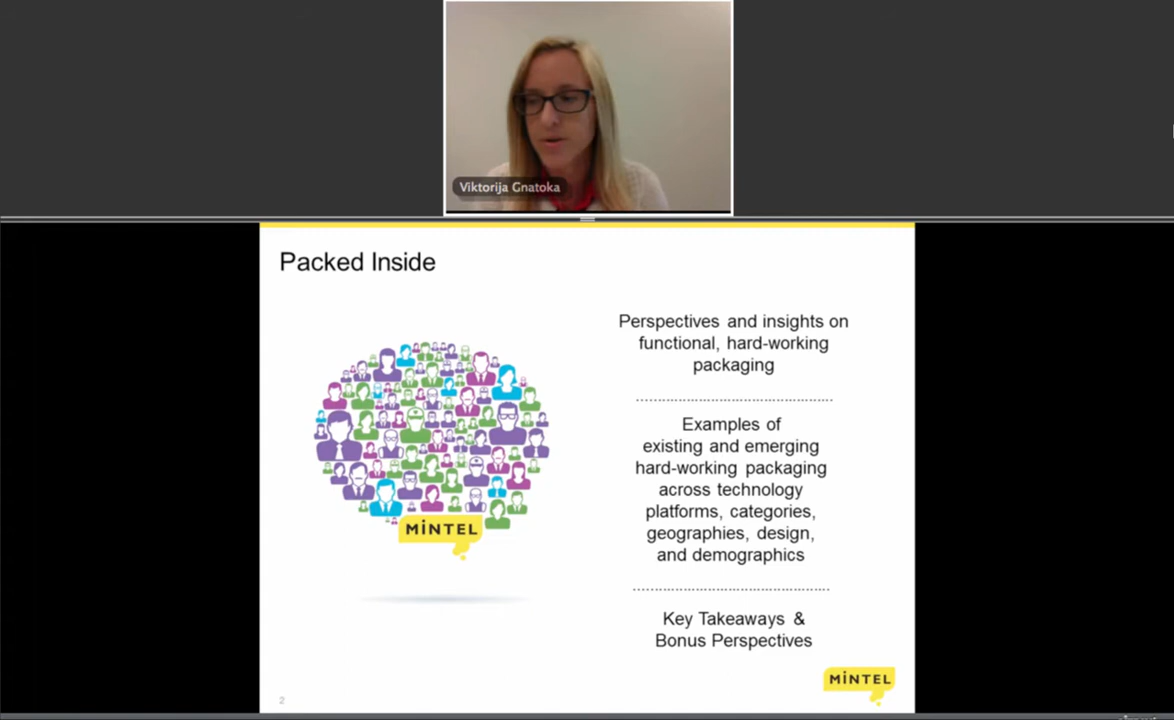 Viktorija Gnatoka
Packed Inside
Perspectives and insights on
functional, hard-working
packaging
Examples of
existing and emerging
hard-working packaging
across technology
platforms, categories,
geographies, design,
and demographics
Key Takeaways &
Bonus Perspectives
MiNTEL
MiNTEL
2